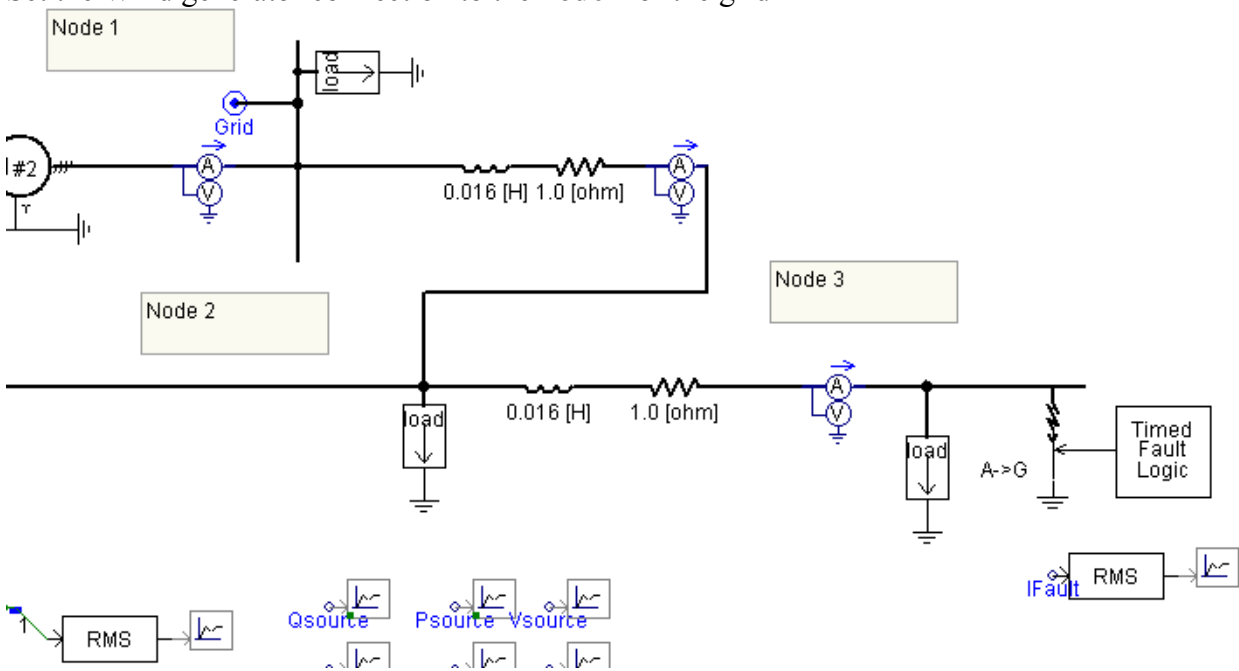 Node 1
load
Grid
#2
A
A
V
V
0.016 [H] 1.0 [ohm]
Y
Node 3
Node 2
A
load
0.016 [H] 1.0 [ohm]
V
load
A->G
Timed
Fault
Logic
IFault
RMS
Qsource Psource Vsource
RMS
1